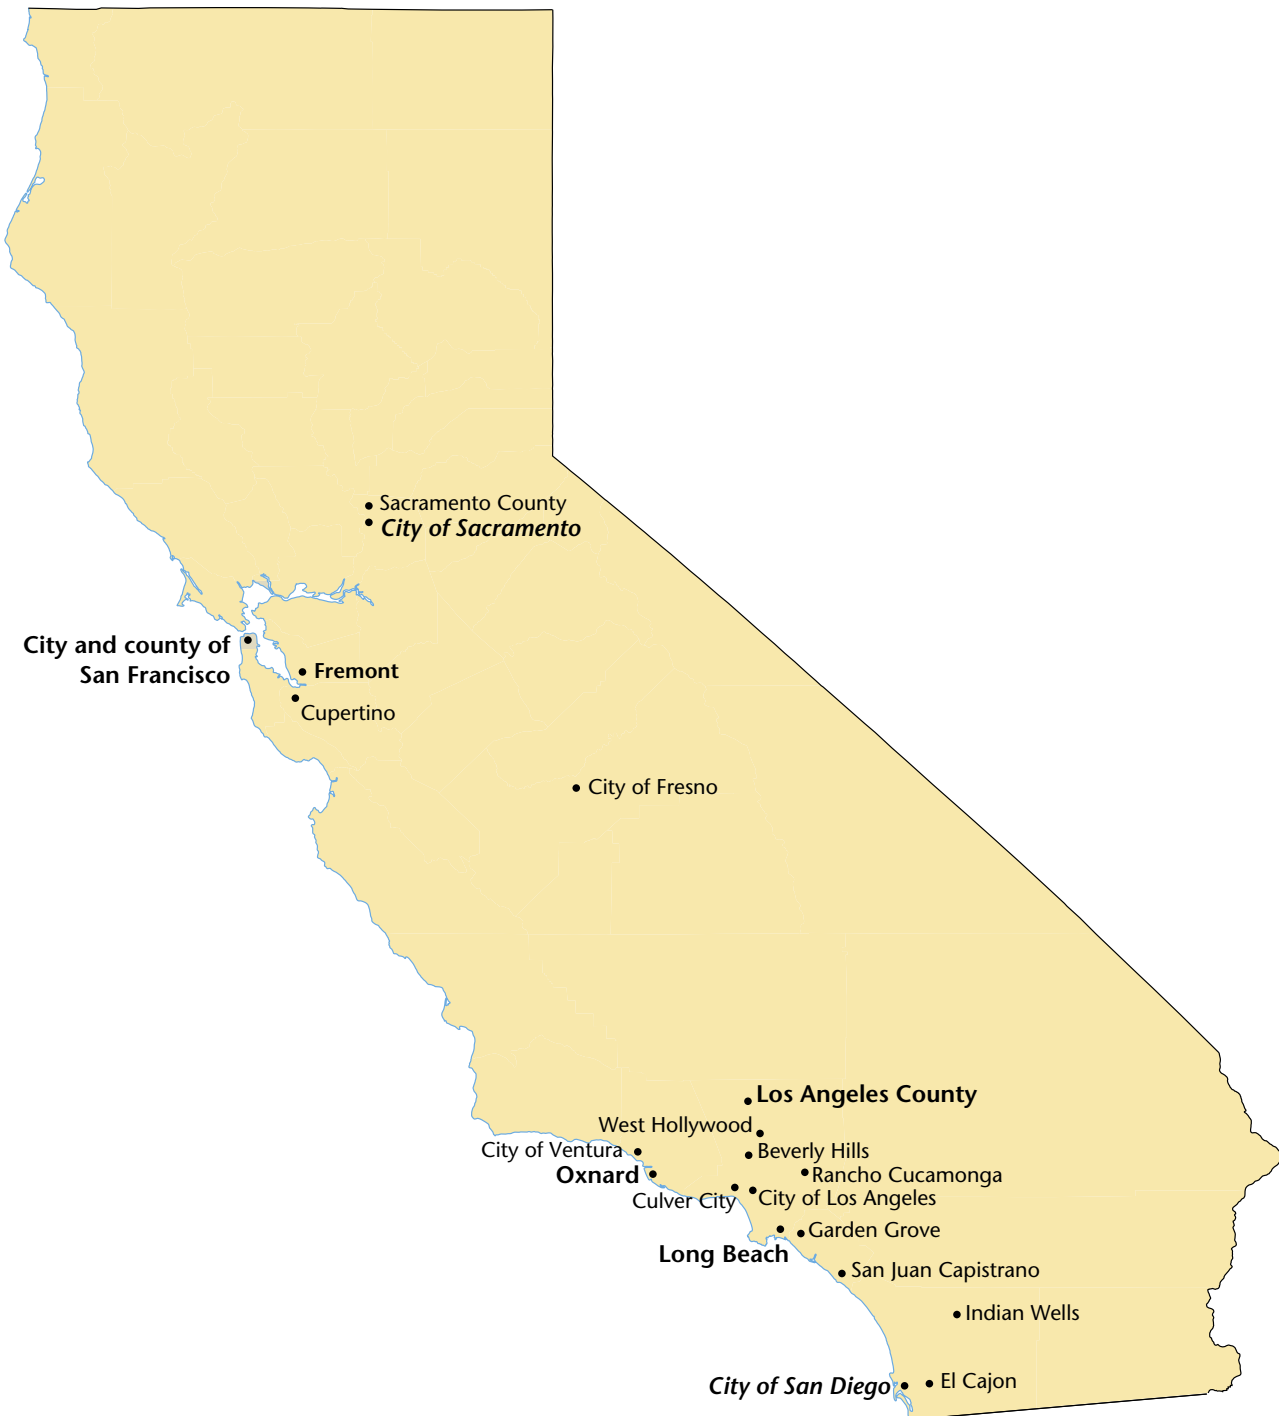 Sacramento County
City of Sacramento
City and county of
San Francisco
Fremont
Cupertino
City of Fresno
Los Angeles County
West Hollywood
City of Ventura
Beverly Hills
Oxnard
Rancho Cucamonga
Culver City
City of Los Angeles
Garden Grove
Long Beach
San Juan Capistrano
Indian Wells
City of San Diego
El Cajon